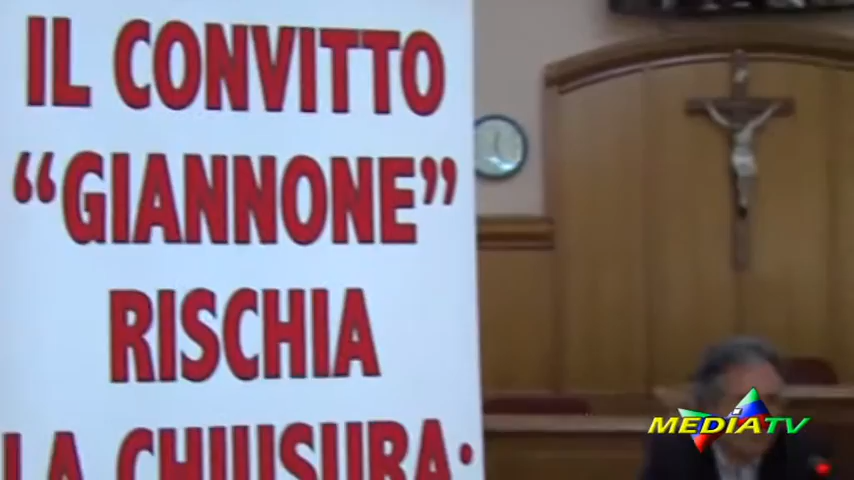 IL CONVITTO
“GIANNONE”
RISCHIA
LA CHIUSURA:
MEDIATV